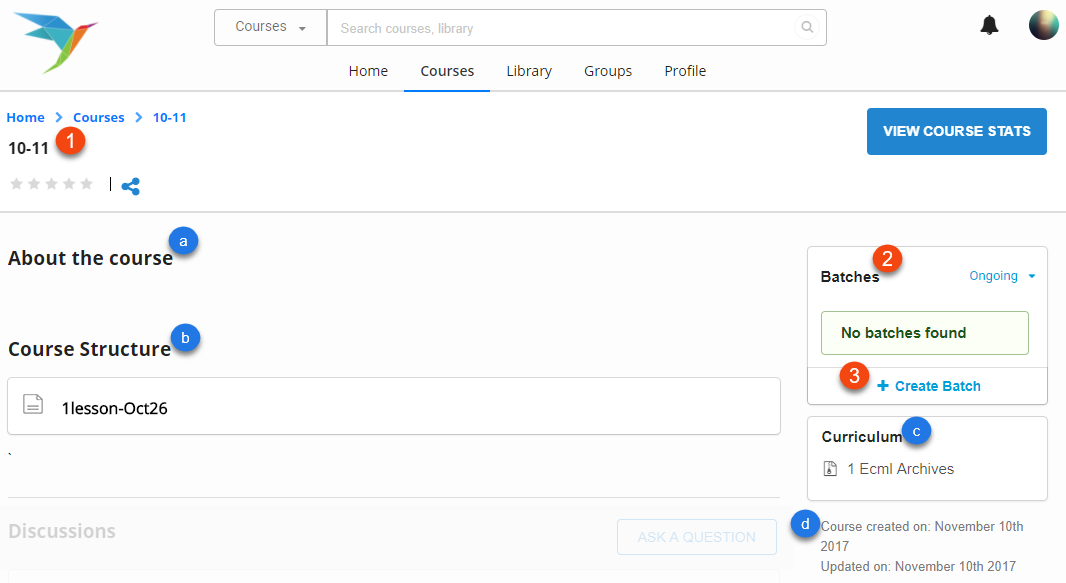 Courses
Search courses, library
Home Courses Library Groups Profile
Home Courses 10-11
10-11 1
VIEW COURSE STATS
a
About the course
b
Course Structure
1lesson-Oct26
`
Discussions
ASK A QUESTION
2
Batches Ongoing
No batches found
3 Create Batch
Curriculum c
1 Ecml Archives
d Course created on: November 10th
2017
Updated on: November 10th 2017